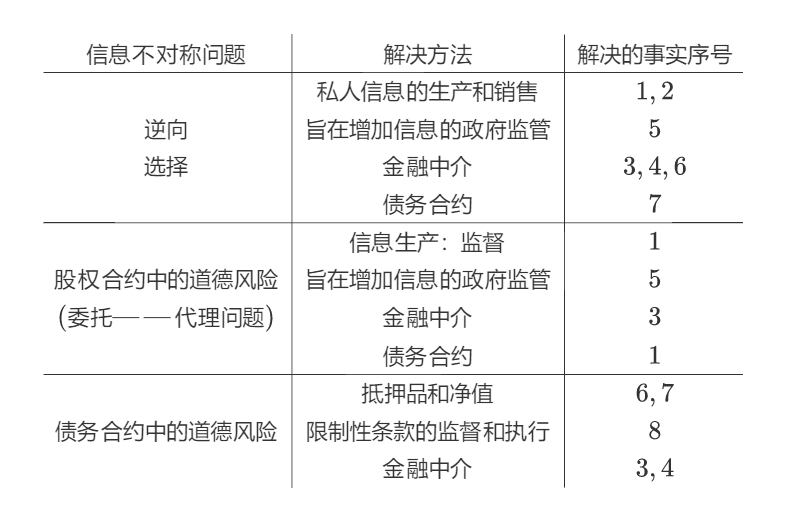 信息不对称问题 解决方法 解决的事实序号
私人信息的生产和销售 1, 2
逆向 旨在增加信息的政府监管 5
选择 金融中介 3, 4, 6
债务合约 7
信息生产：监督 1
股权合约中的道德风险 旨在增加信息的政府监管 5
(委托—— —代理问题) 金融中介 3
债务合约 1
抵押品和净值 6, 7
债务合约中的道德风险 限制性条款的监督和执行 8
金融中介 3, 4